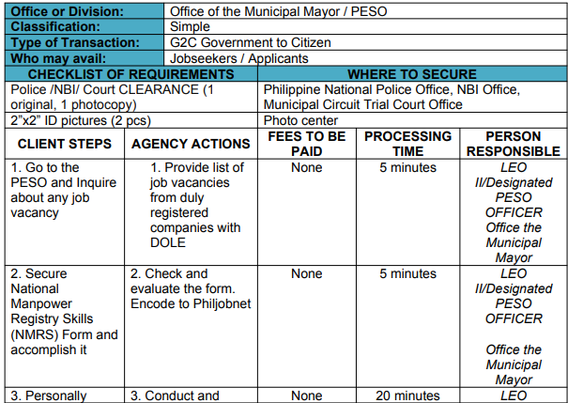 Office or Division: Office of the Municipal Mayor / PESO
Classification: Simple
Type of Transaction: G2C Government to Citizen
Who may avail: Jobseekers / Applicants
CHECKLIST OF REQUIREMENTS WHERE TO SECURE
Police /NBI/ Court CLEARANCE (1
original, 1 photocopy)
Philippine National Police Office, NBI Office,
Municipal Circuit Trial Court Office
2”x2” ID pictures (2 pcs) Photo center
CLIENT STEPS
AGENCY ACTIONS
FEES TO BE
PAID
PROCESSING
TIME
PERSON
RESPONSIBLE
1. Go to the
PESO and Inquire
about any job
vacancy
1. Provide list of
job vacancies
from duly
registered
companies with
DOLE
None
5 minutes
LEO
II/Designated
PESO
OFFICER
Office the
Municipal
Mayor
2. Secure
National
Manpower
Registry Skills
(NMRS) Form and
accomplish it
2. Check and
evaluate the form.
Encode to Philjobnet
None
5 minutes
LEO
II/Designated
PESO
OFFICER
Office the
Municipal
Mayor
3. Personally
3. Conduct and
None
20 minutes
LEO